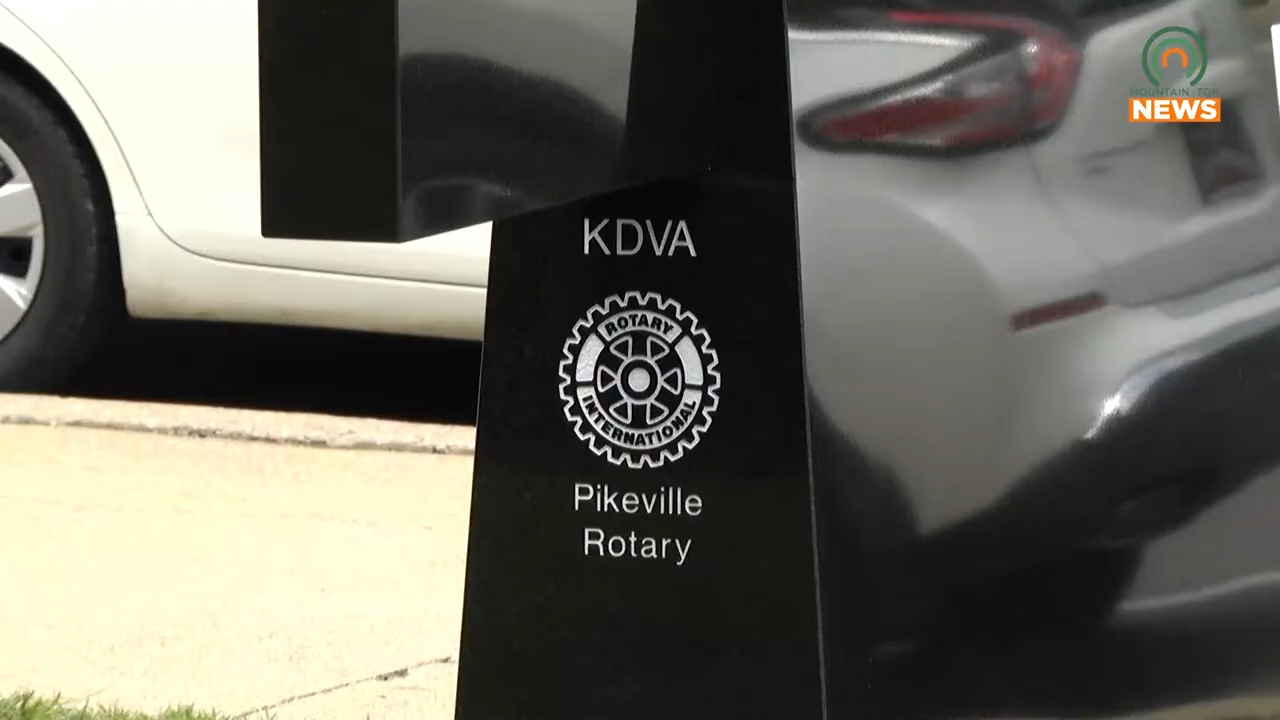 MOUNTAIN TOP
NEWS
KDVA
ROTARY
INTERNATIONAL
Pikeville
Rotary